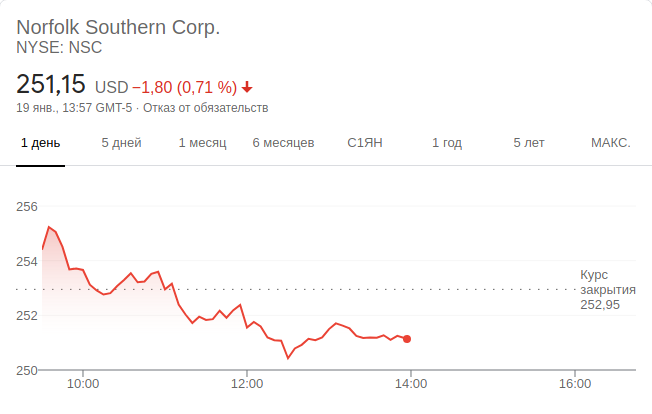 Norfolk Southern Corp.
NYSE: NSC
251,15 USD −1,80 (0,71 %)
19 янв., 13:57 GMT-5 · Отказ от обязательств
1 день 5 дней 1 месяц 6 месяцев С1ЯН 1 год 5 лет МАКС.
256
254
Курс
закрытия
252,95
252
250
10:00 12:00 14:00 16:00